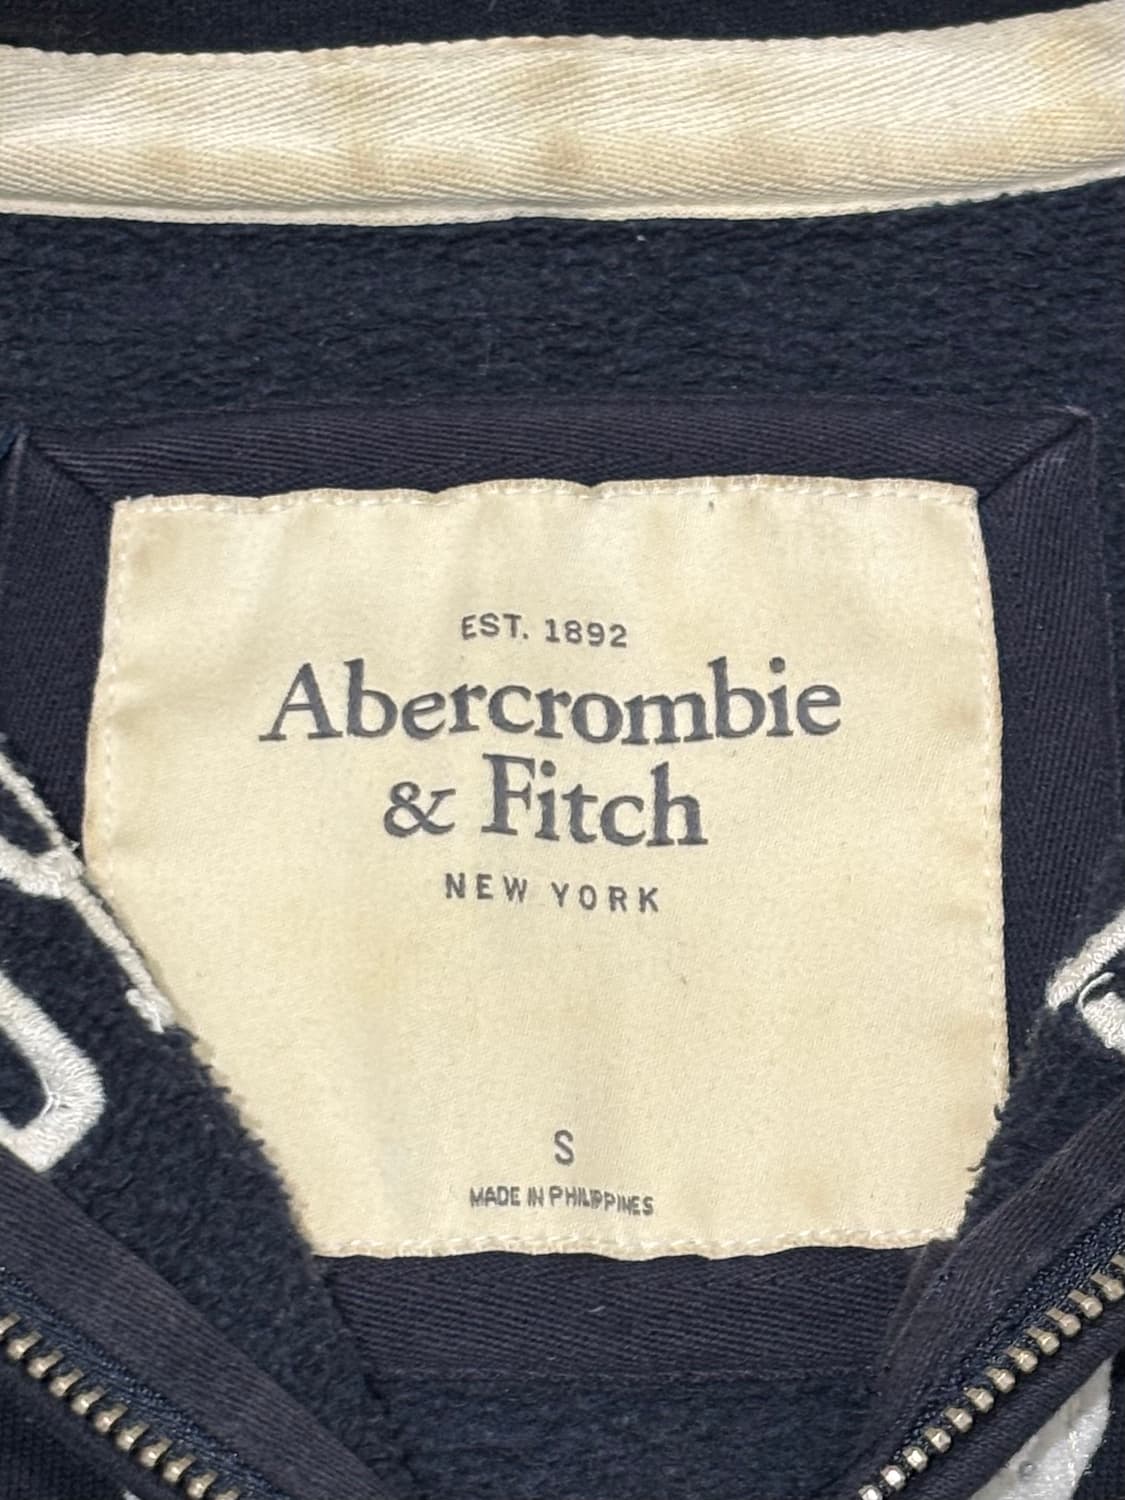 EST. 1892
Abercrombie
& Fitch
NEW YORK
S
MADE IN PHILIPPINES